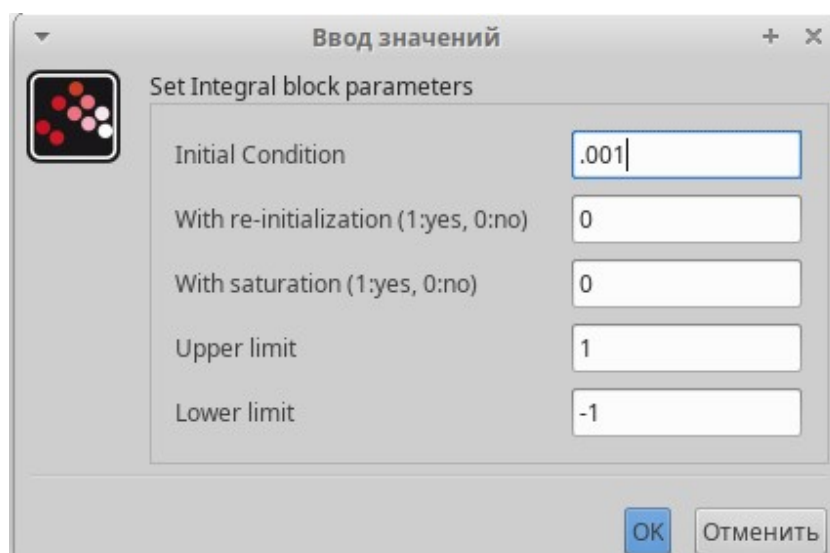 Ввод значений
Set Integral block parameters
Initial Condition .001
With re-initialization (1:yes, 0:no) 0
With saturation (1:yes, 0:no) 0
Upper limit 1
Lower limit -1
OK Отменить